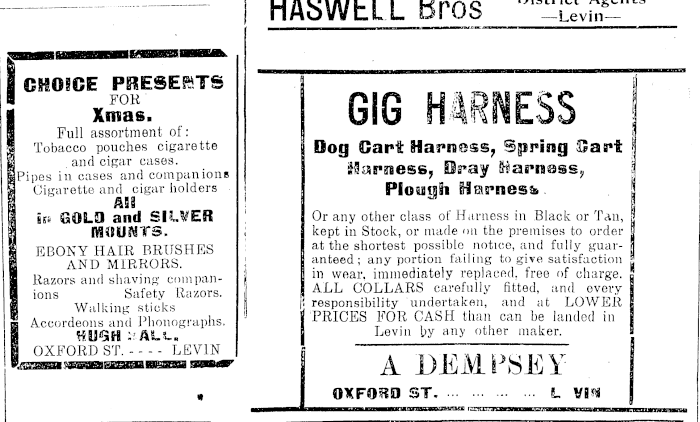 HASWELL Bros
District Agents
—Levin—
CHOICE PRESENTS
FOR
Xmas.
Full assortment of:
Tobacco pouches cigarette
and cigar cases.
Pipes in cases and companions
Cigarette and cigar holders
All
in GOLD and SILVER
MOUNTS.
EBONY HAIR BRUSHES
AND MIRRORS.
Razors and shaving compan-
ions Safety Razors.
Walking sticks
Accordeons and Phonographs.
HUGH HALL.
OXFORD ST. ---- LEVIN
GIG HARNESS
Dog Cart Harness, Spring Cart
Harness, Dray Harness,
Plough Harness
Or any other class of Harness in Black or Tan,
kept in Stock, or made on the premises to order
at the shortest possible notice, and fully guar-
anteed; any portion failing to give satisfaction
in wear, immediately replaced, free of charge.
ALL COLLARS carefully fitted, and every
responsibility undertaken, and at LOWER
PRICES FOR CASH than can be landed in
Levin by any other maker.
A DEMPSEY
OXFORD ST. ... ... ... ... L VIN